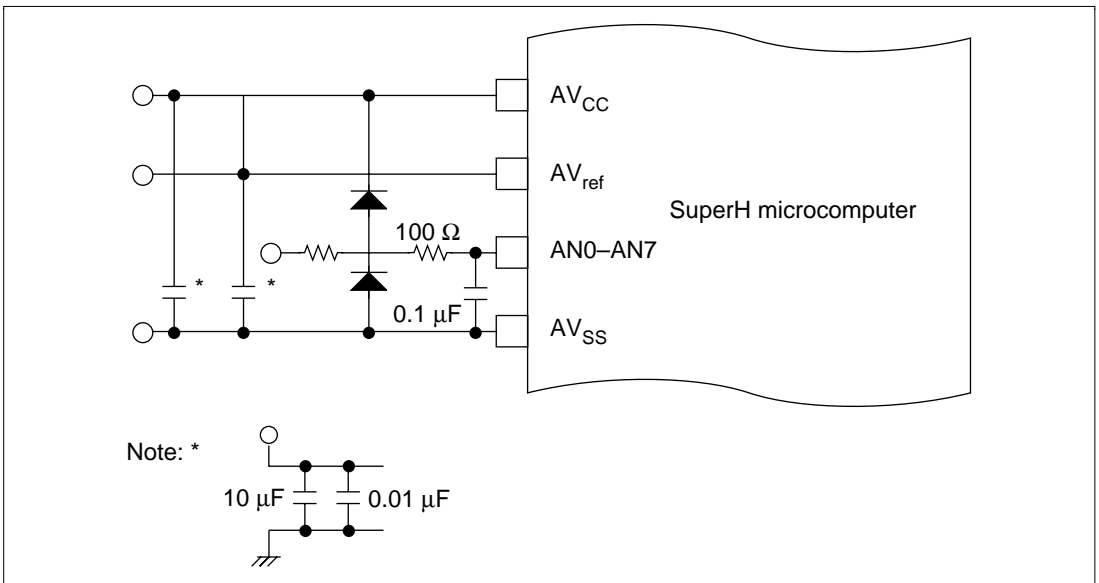 AVCC
AVref
SuperH microcomputer
100 Ω
AN0–AN7
* *
0.1 μF
AVSS
Note: *
10 μF 0.01 μF